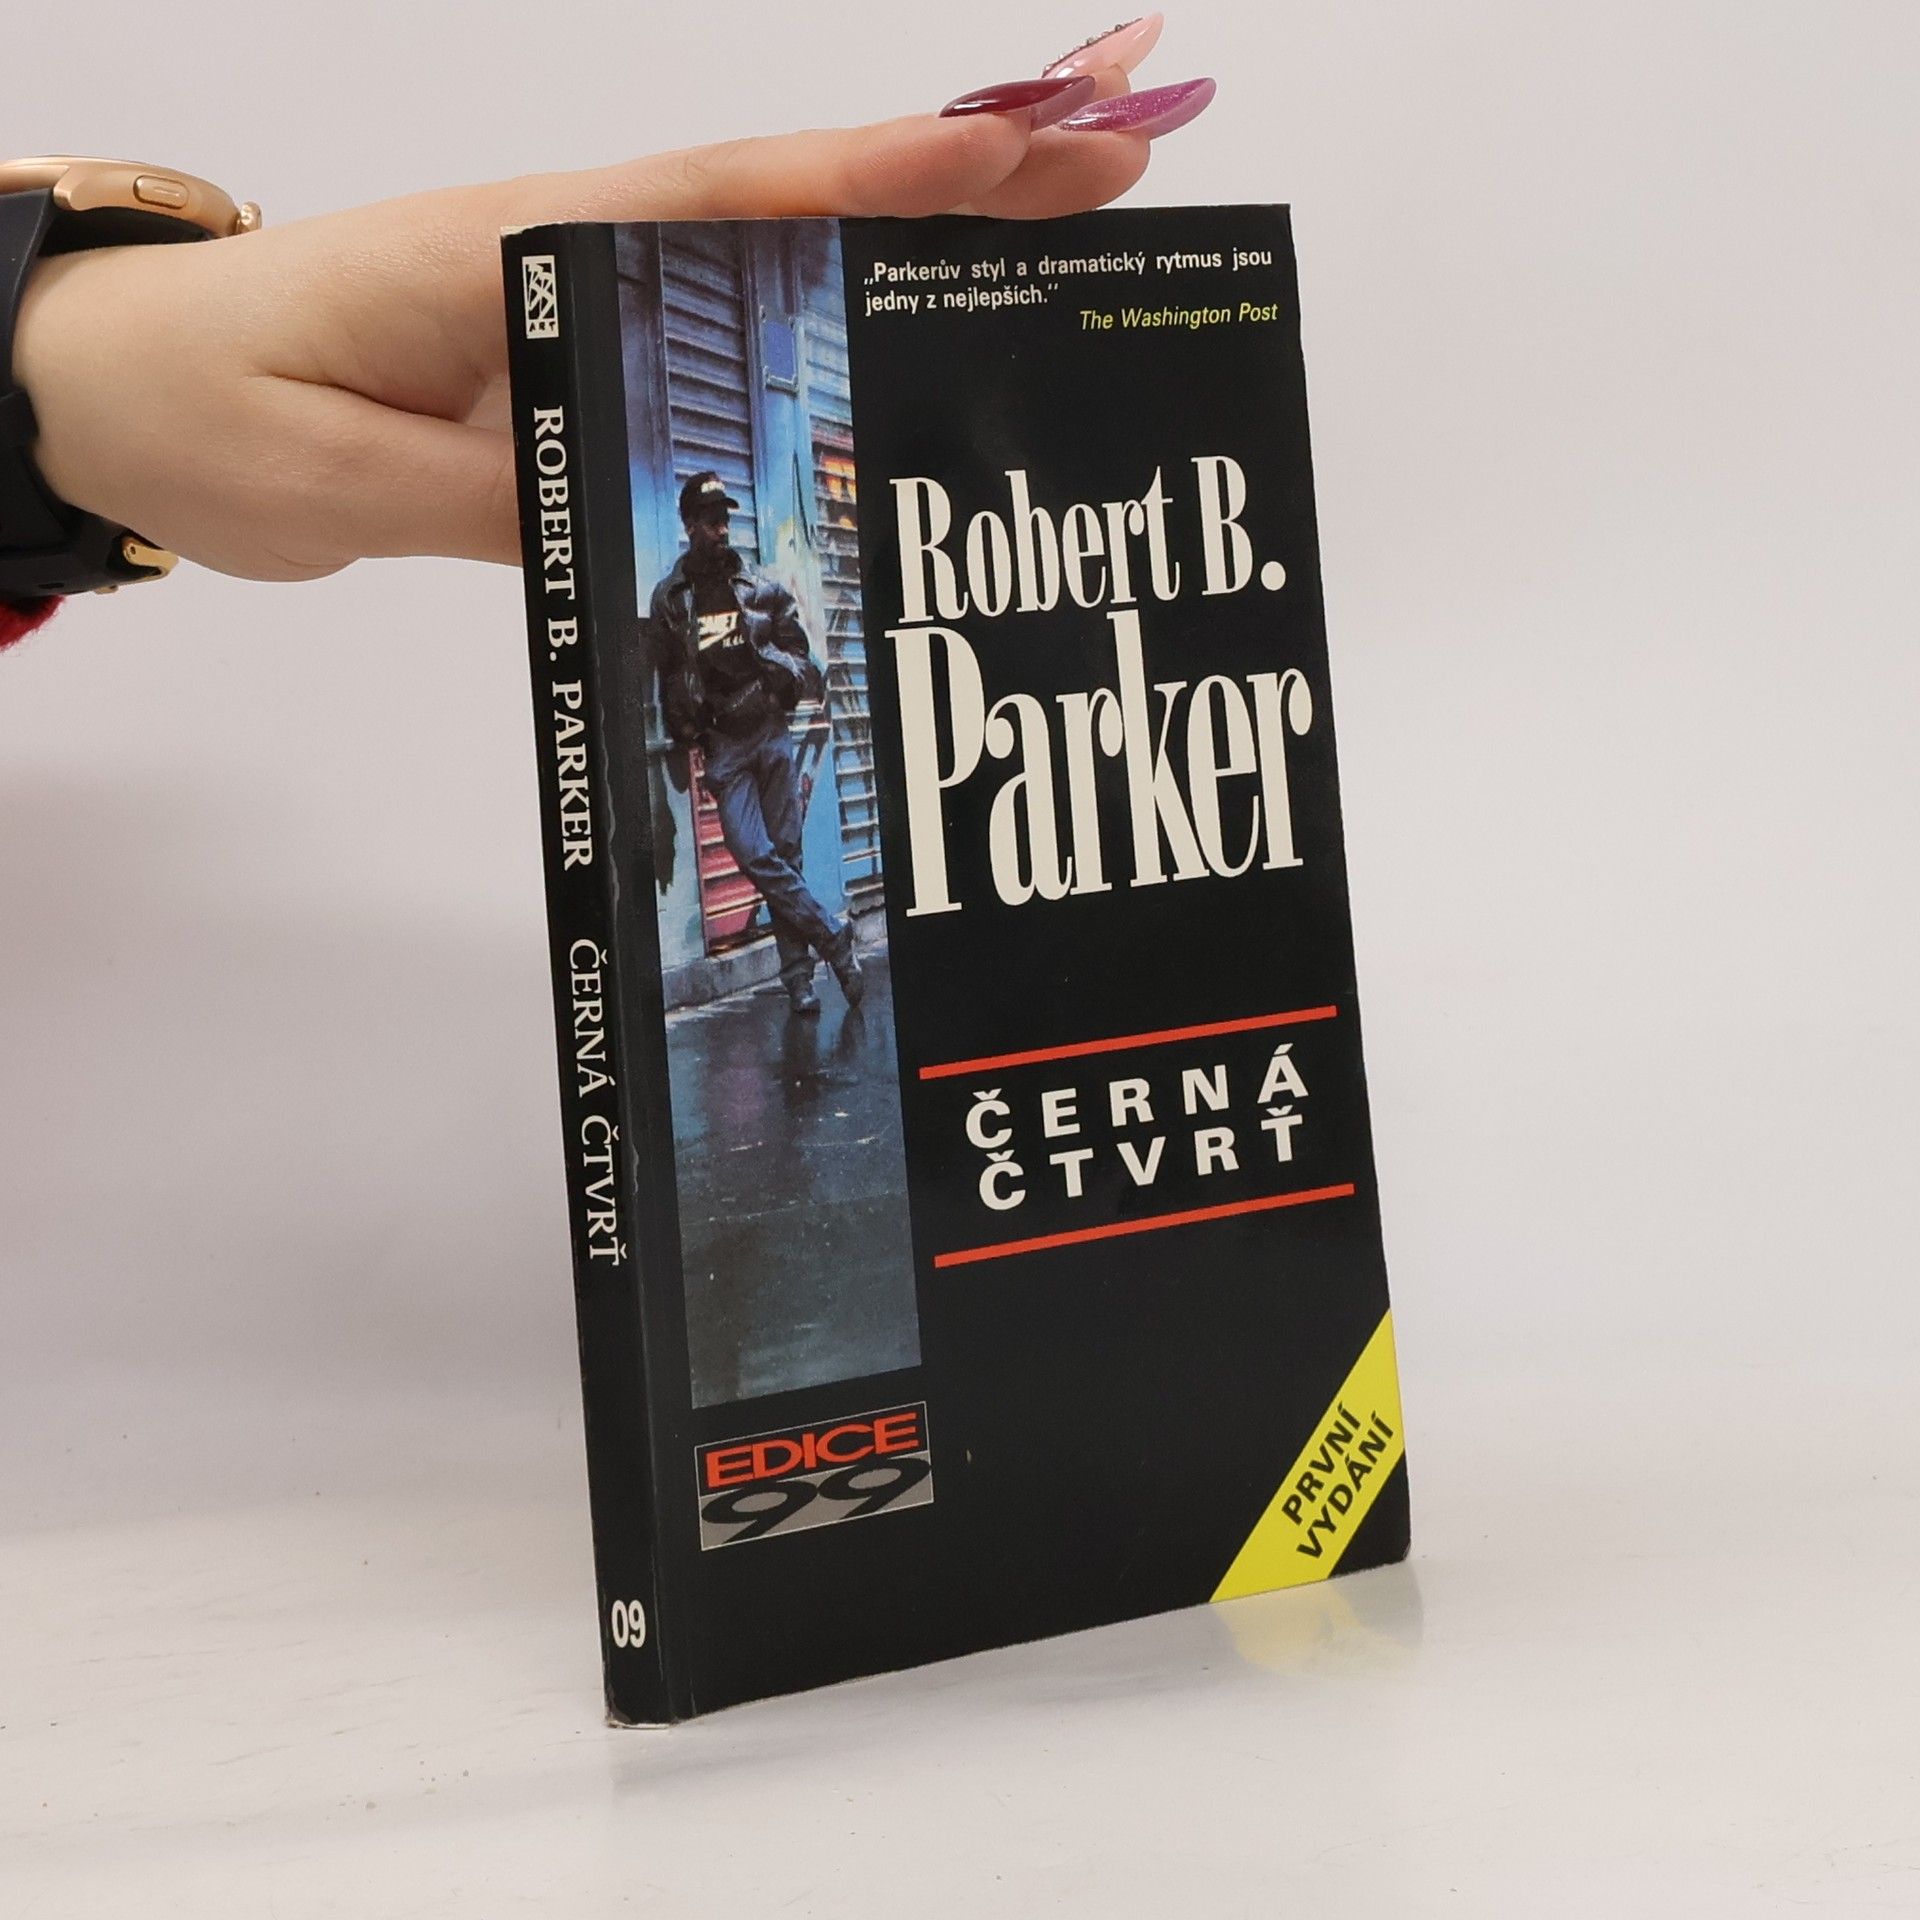 ART
ROBERT B. PARKER ČERNÁ ČTVRŤ
09
„Parkerův styl a dramatický rytmus jsou
jedny z nejlepších."
The Washington Post
Robert B.
Parker
ČERNÁ
ČTVRŤ
EDICE
99
PRVNÍ
VYDÁNÍ